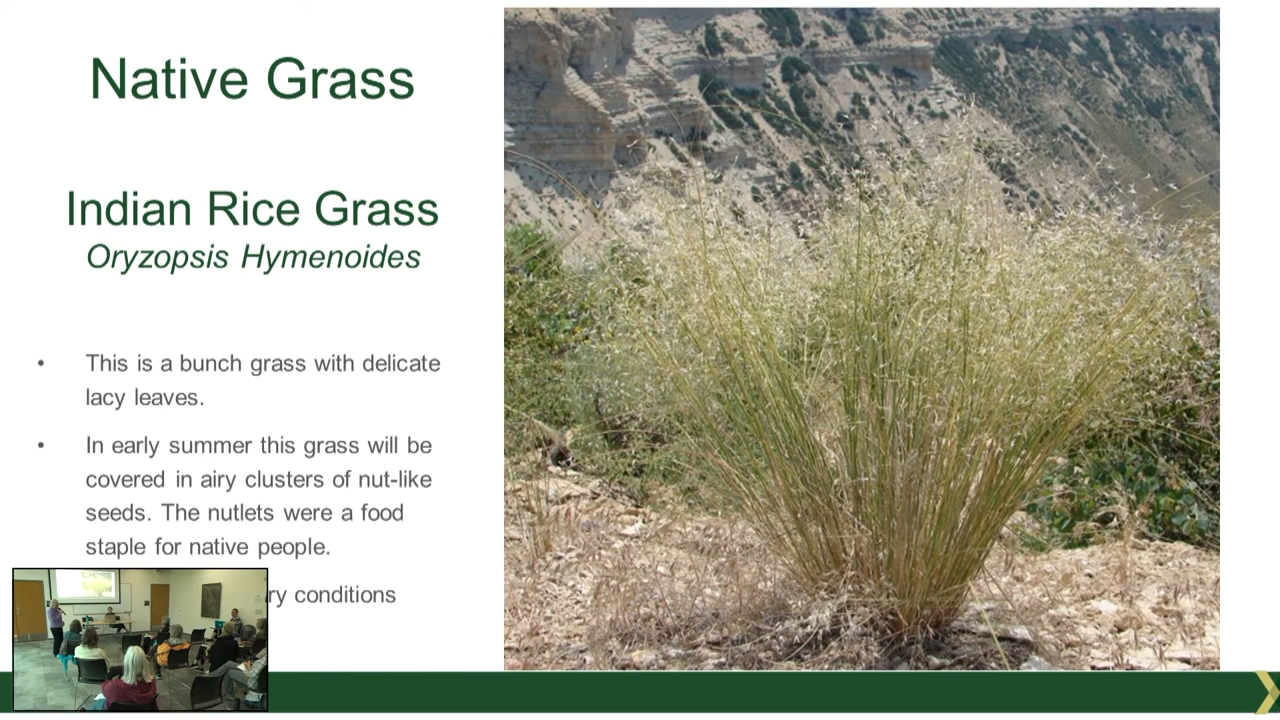 Native Grass
Indian Rice Grass
Oryzopsis Hymenoides
• This is a bunch grass with delicate
lacy leaves.
• In early summer this grass will be
covered in airy clusters of nut-like
seeds. The nutlets were a food
staple for native people.
conditions